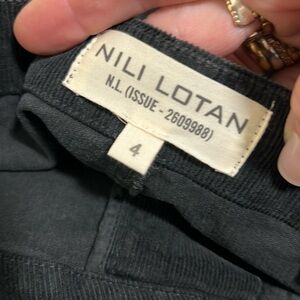 NILI LOTAN
N.L. (ISSUE - 2609988)
4